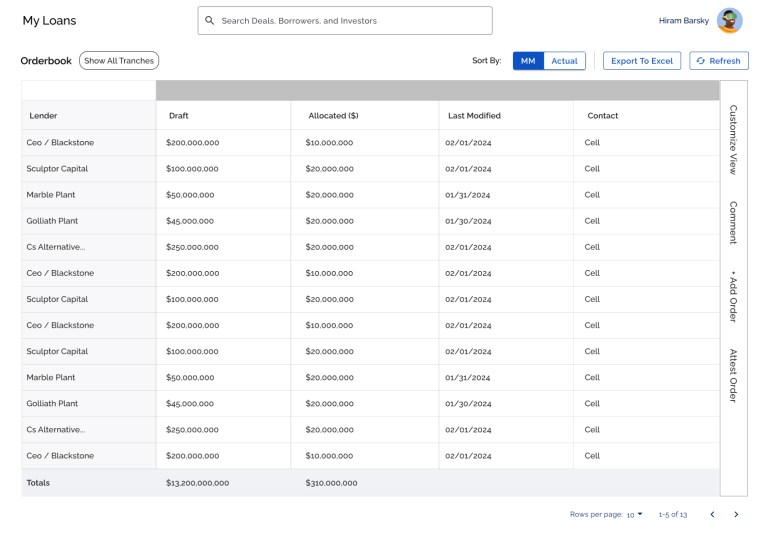 My Loans
Search Deals, Borrowers, and Investors
Hiram Barsky
Orderbook Show All Tranches Sort By: MM Actual Export To Excel Refresh
Lender Draft Allocated ($) Last Modified Contact
Ceo / Blackstone $200,000,000 $10,000,000 02/01/2024 Cell
Sculptor Capital $100,000,000 $20,000,000 02/01/2024 Cell
Marble Plant $50,000,000 $20,000,000 01/31/2024 Cell
Golliath Plant $45,000,000 $20,000,000 01/30/2024 Cell
Cs Alternative... $250,000,000 $20,000,000 02/01/2024 Cell
Ceo / Blackstone $200,000,000 $10,000,000 02/01/2024 Cell
Sculptor Capital $100,000,000 $20,000,000 02/01/2024 Cell
Ceo / Blackstone $200,000,000 $10,000,000 02/01/2024 Cell
Sculptor Capital $100,000,000 $20,000,000 02/01/2024 Cell
Marble Plant $50,000,000 $20,000,000 01/31/2024 Cell
Golliath Plant $45,000,000 $20,000,000 01/30/2024 Cell
Cs Alternative... $250,000,000 $20,000,000 02/01/2024 Cell
Ceo / Blackstone $200,000,000 $10,000,000 02/01/2024 Cell
Totals $13,200,000,000 $310,000,000
Customize View
Comment
+ Add Order
Attest Order
Rows per page: 10 1-5 of 13